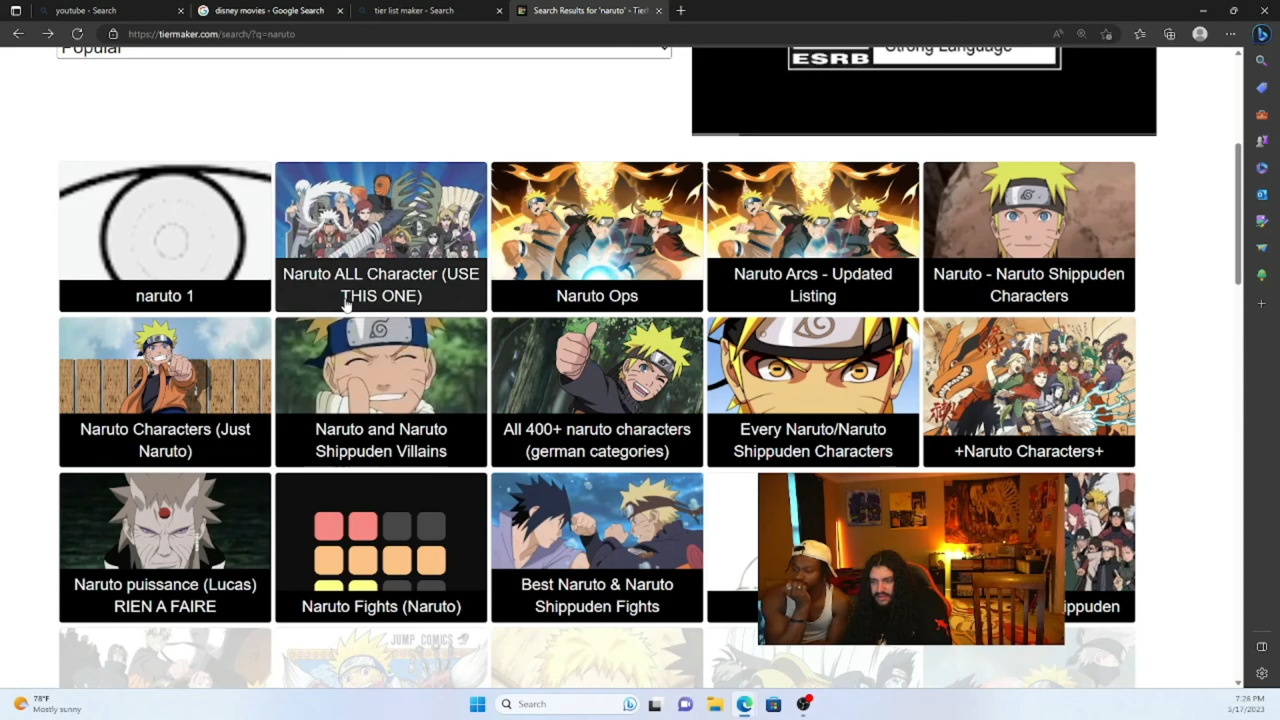 youtube - Search
disney movies - Google Search
tier list maker - Search
Search Results for 'naruto' - Tier
https://tiermaker.com/search/?q=naruto
Popular
Strong Language
ESRB
naruto 1
Naruto ALL Character (USE
THIS ONE)
Naruto Ops
Naruto Arcs - Updated
Listing
Naruto - Naruto Shippuden
Characters
Naruto Characters (Just
Naruto)
Naruto and Naruto
Shippuden Villains
All 400+ naruto characters
(german categories)
Every Naruto/Naruto
Shippuden Characters
+Naruto Characters+
Naruto puissance (Lucas)
RIEN A FAIRE
Naruto Fights (Naruto)
Best Naruto & Naruto
Shippuden Fights
ippuden
JUMP COMICS
78°F
Mostly sunny
Search
7:26 PM
5/17/2023